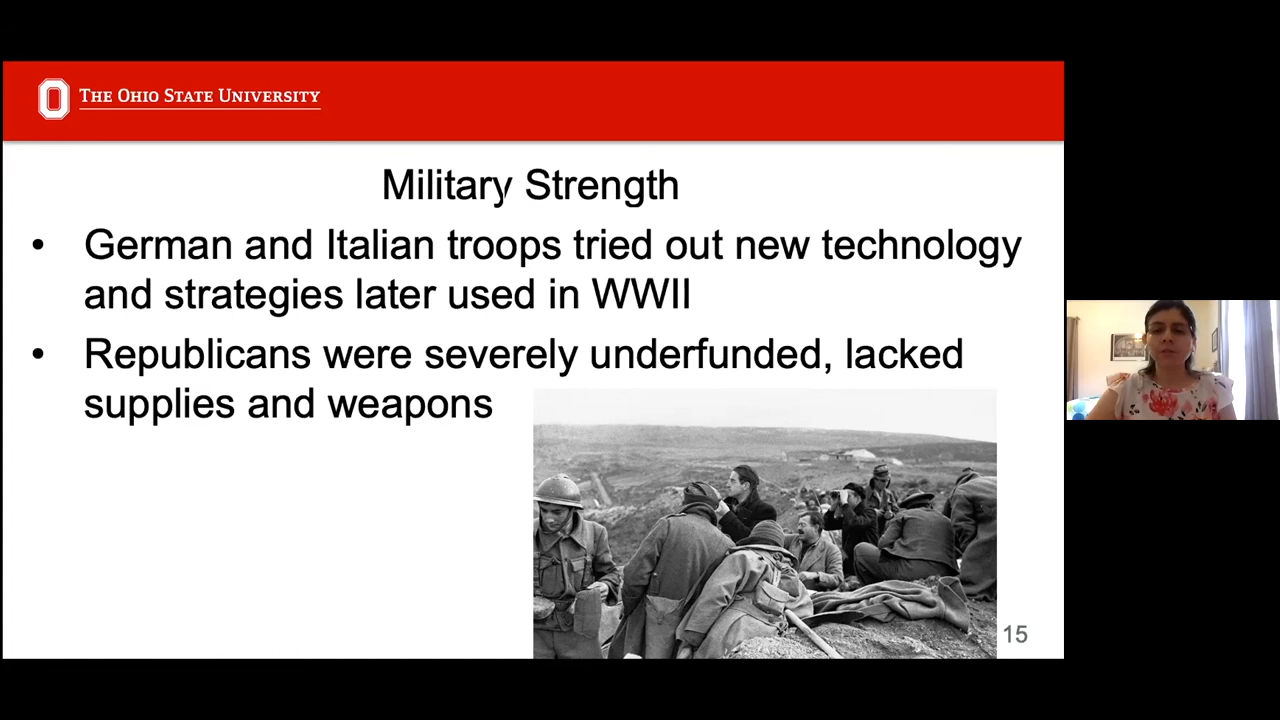 THE OHIO STATE UNIVERSITY
Military Strength
• German and Italian troops tried out new technology
and strategies later used in WWII
• Republicans were severely underfunded, lacked
supplies and weapons
15